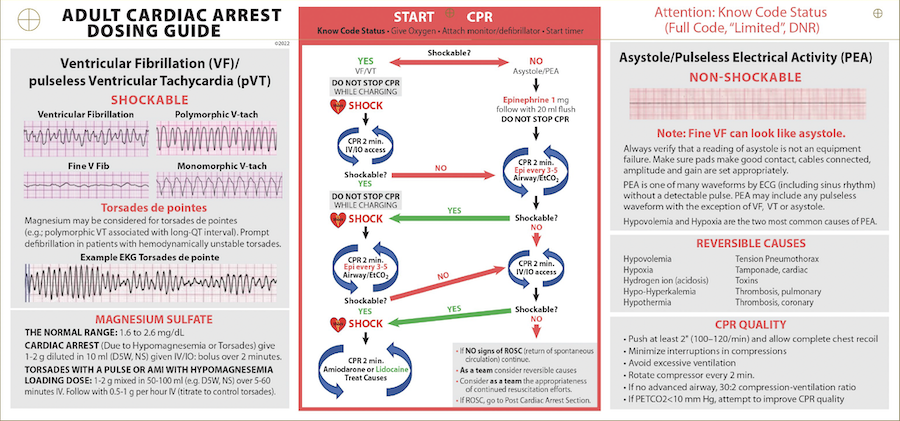 ADULT CARDIAC ARREST
DOSING GUIDE
©2022
Ventricular Fibrillation (VF)/
pulseless Ventricular Tachycardia (pVT)
SHOCKABLE
Ventricular Fibrillation
Polymorphic V-tach
Fine V Fib
Monomorphic V-tach
Torsades de pointes
Magnesium may be considered for torsades de pointes
(e.g.; polymorphic VT associated with long-QT interval). Prompt
defibrillation in patients with hemodynamically unstable torsades.
Example EKG Torsades de pointe
MAGNESIUM SULFATE
THE NORMAL RANGE: 1.6 to 2.6 mg/dL
CARDIAC ARREST (Due to Hypomagnesemia or Torsades) give
1-2 g diluted in 10 ml (D5W, NS) given IV/IO: bolus over 2 minutes.
TORSADES WITH A PULSE OR AMI WITH HYPOMAGNESEMIA
LOADING DOSE: 1-2 g mixed in 50-100 ml (e.g. D5W, NS) over 5-60
minutes IV. Follow with 0.5-1 g per hour IV (titrate to control torsades).
START CPR
Know Code Status • Give Oxygen • Attach monitor/defibrillator • Start timer
Shockable?
YES
VF/VT
NO
Asystole/PEA
DO NOT STOP CPR
WHILE CHARGING
SHOCK
Epinephrine 1 mg
follow with 20 ml flush
DO NOT STOP CPR
CPR 2 min.
IV/IO access
CPR 2 min.
Epi every 3-5
Airway/EtCO2
NO
Shockable?
YES
DO NOT STOP CPR
WHILE CHARGING
SHOCK
YES
Shockable?
NO
CPR 2 min.
Epi every 3-5
Airway/EtCO2
NO
CPR 2 min.
IV/IO access
Shockable?
YES
SHOCK
YES
Shockable?
NO
CPR 2 min.
Amiodarone or Lidocaine
Treat Causes
• If NO signs of ROSC (return of spontaneous
circulation) continue.
• As a team consider reversible causes
• Consider as a team the appropriateness
of continued resuscitation efforts.
• If ROSC, go to Post Cardiac Arrest Section.
Attention: Know Code Status
(Full Code, “Limited”, DNR)
Asystole/Pulseless Electrical Activity (PEA)
NON-SHOCKABLE
Note: Fine VF can look like asystole.
Always verify that a reading of asystole is not an equipment
failure. Make sure pads make good contact, cables connected,
amplitude and gain are set appropriately.
PEA is one of many waveforms by ECG (including sinus rhythm)
without a detectable pulse. PEA may include any pulseless
waveform with the exception of VF, VT or asystole.
Hypovolemia and Hypoxia are the two most common causes of PEA.
REVERSIBLE CAUSES
Hypovolemia
Hypoxia
Hydrogen ion (acidosis)
Hypo-Hyperkalemia
Hypothermia
Tension Pneumothorax
Tamponade, cardiac
Toxins
Thrombosis, pulmonary
Thrombosis, coronary
CPR QUALITY
• Push at least 2" (100–120/min) and allow complete chest recoil
• Minimize interruptions in compressions
• Avoid excessive ventilation
• Rotate compressor every 2 min.
• If no advanced airway, 30:2 compression-ventilation ratio
• If PETCO2<10 mm Hg, attempt to improve CPR quality